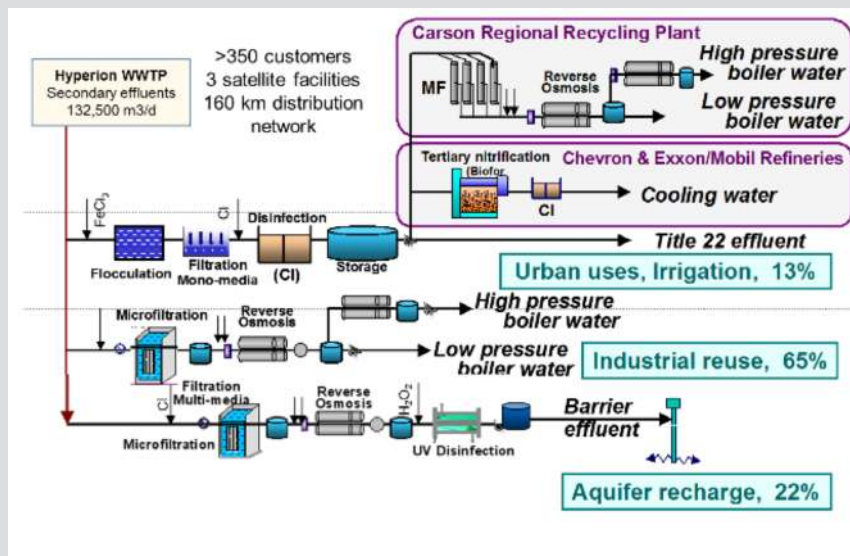 Hyperion WWTP
Secondary effluents
132,500 m3/d
>350 customers
3 satellite facilities
160 km distribution
network
Carson Regional Recycling Plant
MF
Reverse
Osmosis
High pressure
boiler water
Low pressure
boiler water
Tertiary nitrification
(Biofor
Chevron & Exxon/Mobil Refineries
Cl
Cooling water
FeCl3
Cl
Disinfection
Flocculation
Filtration
Mono-media
(Cl)
Storage
Title 22 effluent
Urban uses, Irrigation, 13%
Microfiltration
Reverse
Osmosis
High pressure
boiler water
Low pressure
boiler water
Industrial reuse, 65%
Filtration
Multi-media
Cl
Microfiltration
Reverse
Osmosis
H2O2
UV Disinfection
Barrier
effluent
Aquifer recharge, 22%